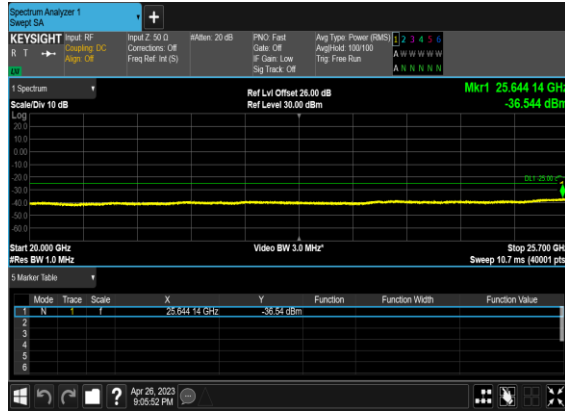 Spectrum Analyzer 1
Swept SA
+
KEYSIGHT Input: RF Input Z: 50 Ω #Atten: 20 dB PNO: Fast Avg Type: Power (RMS) 1 2 3 4 5 6
R T Coupling: DC Corrections: Off Gate: Off Avg|Hold: 100/100 A W W W W W
Align: Off Freq Ref: Int (S) IF Gain: Low Trig: Free Run
Sig Track: Off A N N N N N
1 Spectrum Ref Lvl Offset 26.00 dB Mkr1 25.644 14 GHz
Scale/Div 10 dB Ref Level 30.00 dBm -36.544 dBm
Log
20.0
10.0
0.00
-10.0
-20.0
-30.0
-40.0
-50.0
-60.0
Start 20.000 GHz Video BW 3.0 MHz* Stop 25.700 GHz
#Res BW 1.0 MHz Sweep 10.7 ms (40001 pts)
5 Marker Table
Mode Trace Scale X Y Function Function Width Function Value
1 N 1 f 25.644 14 GHz -36.54 dBm
2
3
4
5
6
? Apr 26, 2023
9:05:52 PM